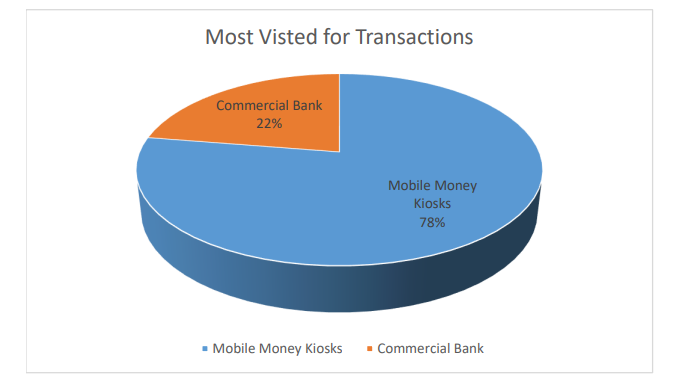 Most Visted for Transactions
Commercial Bank
22%
Mobile Money
Kiosks
78%
Mobile Money Kiosks
Commercial Bank